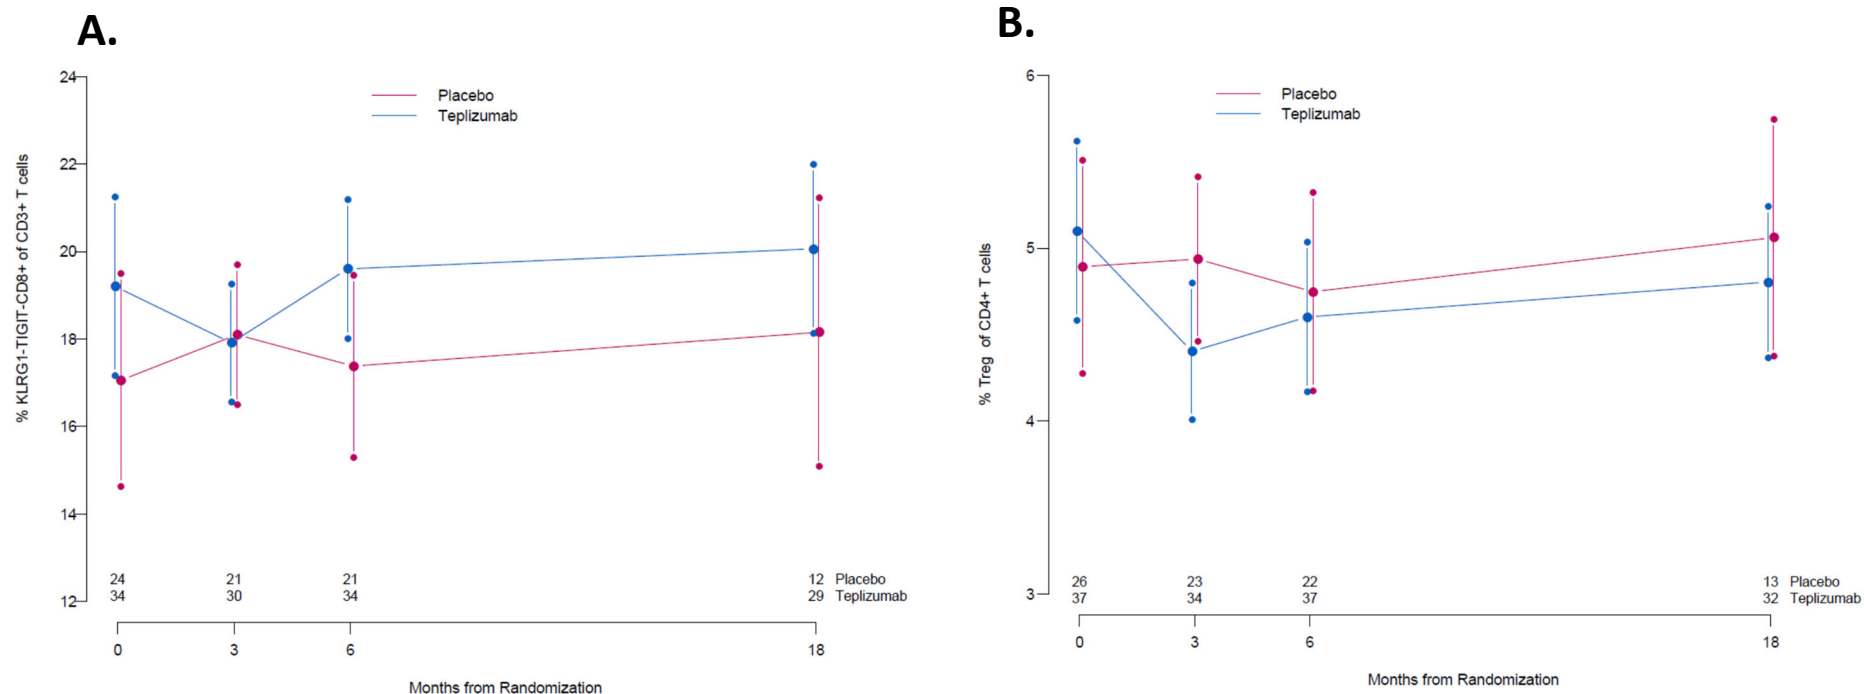 A.
24
22
20
18
16
14
12
% KLRG1-TIGIT-CD8+ of CD3+ T cells
Placebo
Teplizumab
24 21 21 12 Placebo
34 30 34 29 Teplizumab
0 3 6 18
Months from Randomization
B.
6
5
4
3
% Treg of CD4+ T cells
Placebo
Teplizumab
26 23 22 13 Placebo
37 34 37 32 Teplizumab
0 3 6 18
Months from Randomization